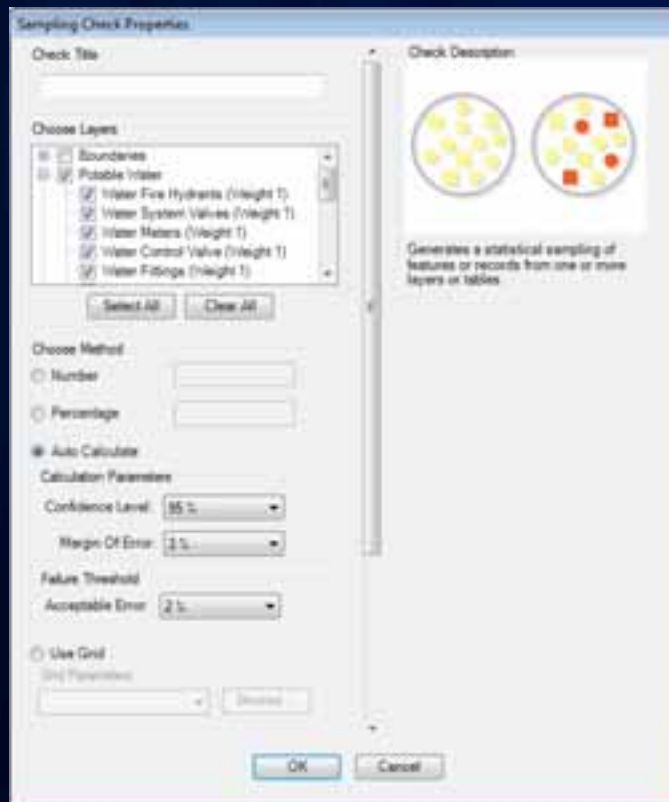 Sampling Check Properties
Check Title
Choose Layers
Boundaries
Potable Water
Water Fire Hydrants (Weight 1)
Water System Valves (Weight 1)
Water Meters (Weight 1)
Water Control Valve (Weight 1)
Water Fittings (Weight 1)
Select All
Clear All
Choose Method
Number
Percentage
Auto Calculate
Calculation Parameters
Confidence Level: 95 %
Margin Of Error:
Failure Threshold
Acceptable Error: 2 %
Use Grid
Grid Parameters
OK
Cancel
Check Description
Generates a statistical sampling of
features or records from one or more
layers or tables